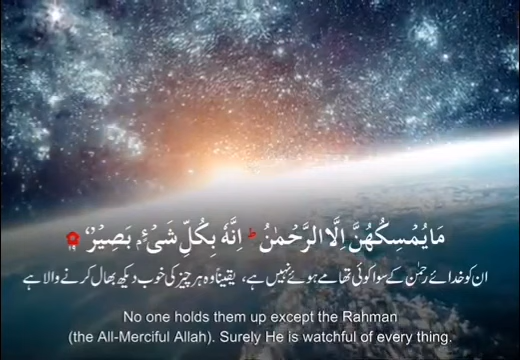 مَا يُمْسِكُهُنَّ اِلَّا الرَّحْمٰنُ ؕ اِنَّهٗ بِكُلِّ شَیْءٍۭ بَصِیْرٌ ۱۹
ان کو خدائے رحمٰن کے سوا کوئی تھامے ہوئے نہیں ہے، یقیناً وہ ہر چیز کی خوب دیکھ بھال کرنے والا ہے
No one holds them up except the Rahman
(the All-Merciful Allah). Surely He is watchful of every thing.